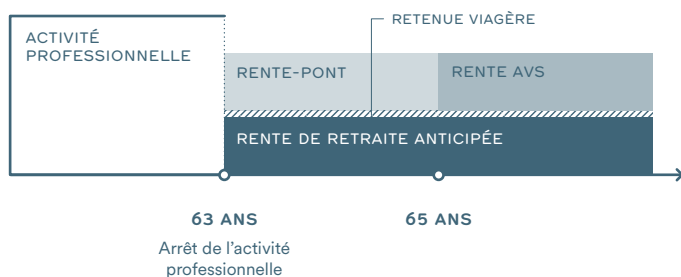 RETENUE VIAGÈRE
ACTIVITÉ
PROFESSIONNELLE
RENTE-PONT
RENTE AVS
RENTE DE RETRAITE ANTICIPÉE
63 ANS
65 ANS
Arrêt de l’activité
professionnelle